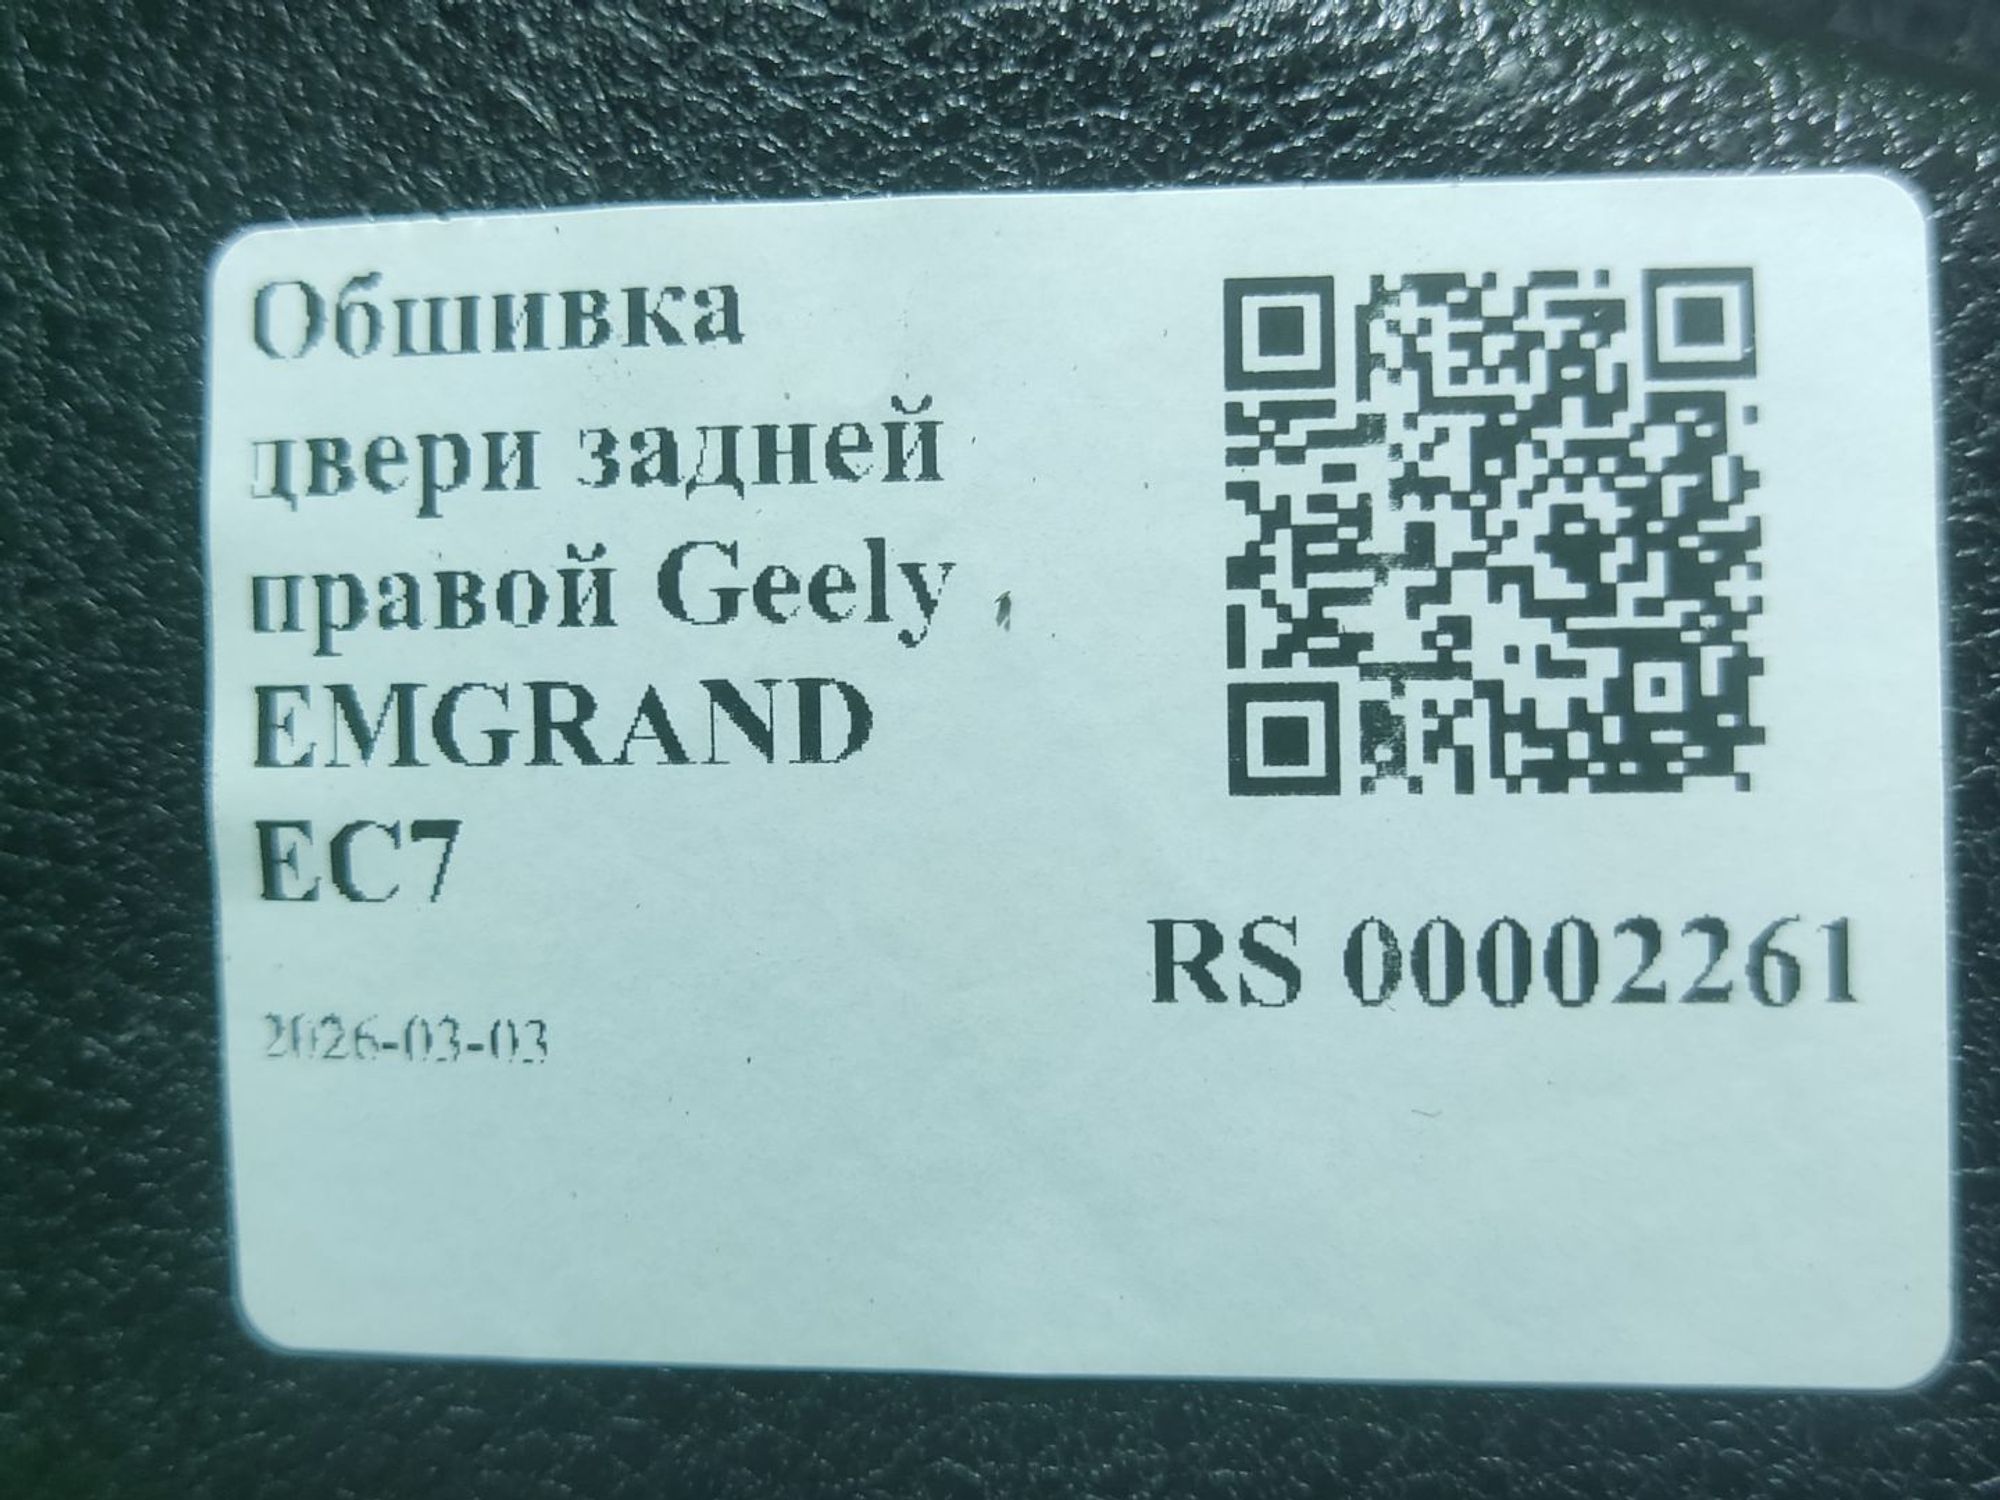 Обшивка
двери задней
правой Geely
EMGRAND
EC7
RS 00002261
2026-03-03